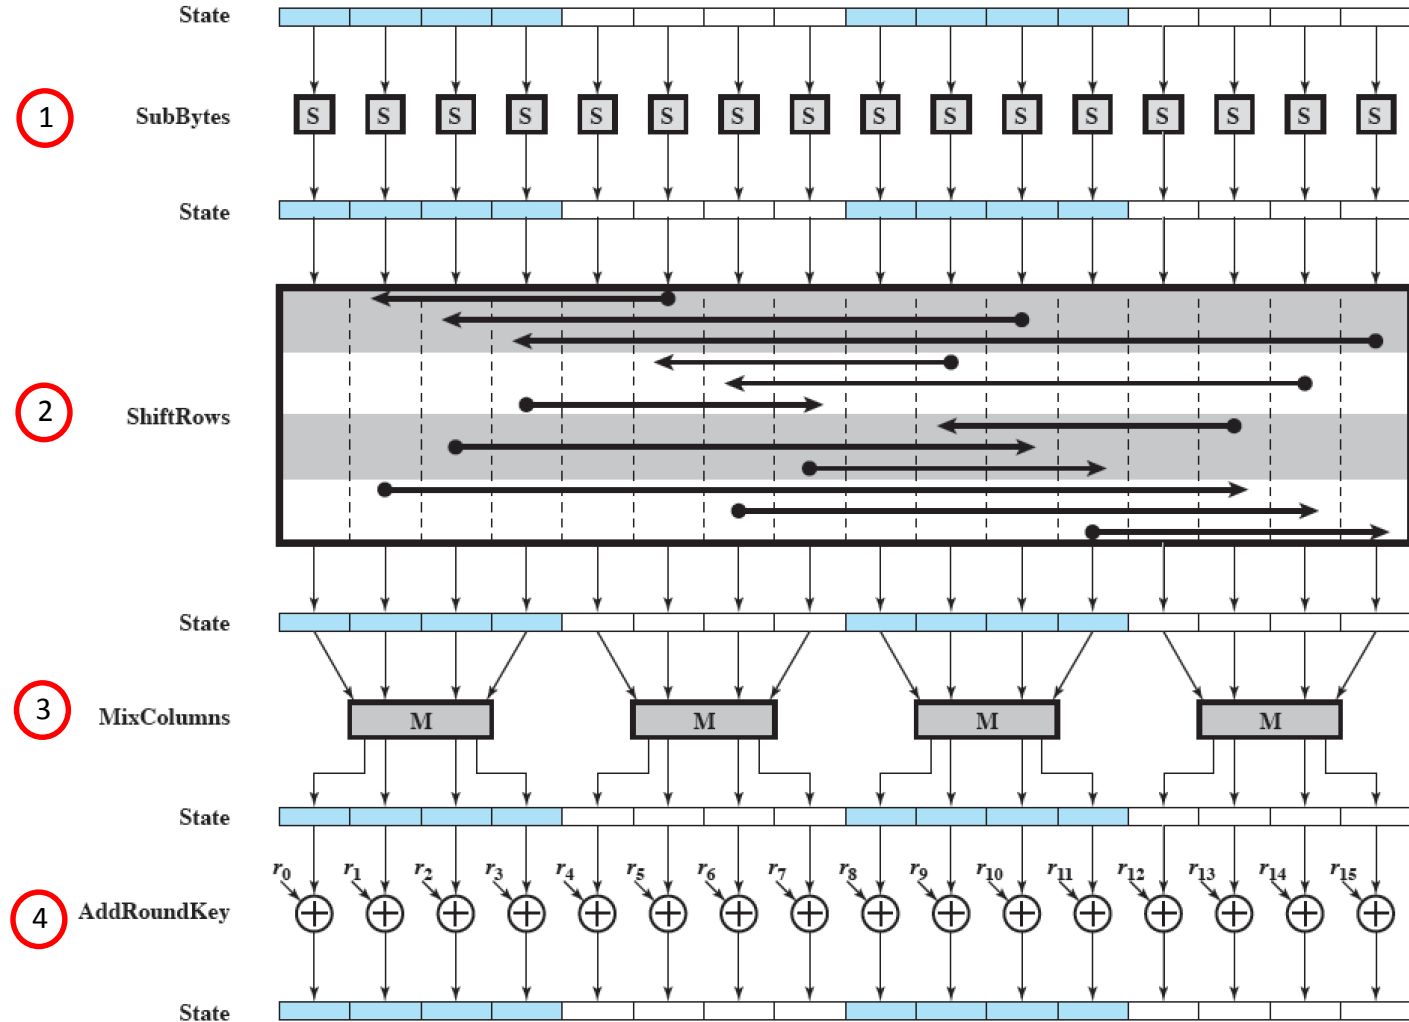 State
1 SubBytes S S S S S S S S S S S S S S S S
State
2 ShiftRows
State
3 MixColumns M M M M
State
r0 r1 r2 r3 r4 r5 r6 r7 r8 r9 r10 r11 r12 r13 r14 r15
4 AddRoundKey
State